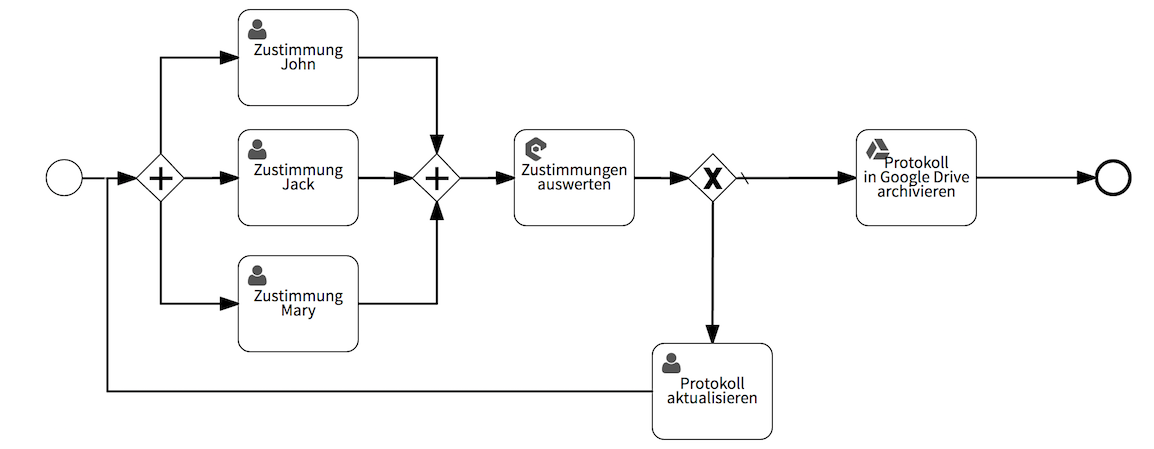 Zustimmung
John
Zustimmung
Jack
Zustimmung
Mary
Zustimmungen
auswerten
Protokoll
in Google Drive
archivieren
Protokoll
aktualisieren